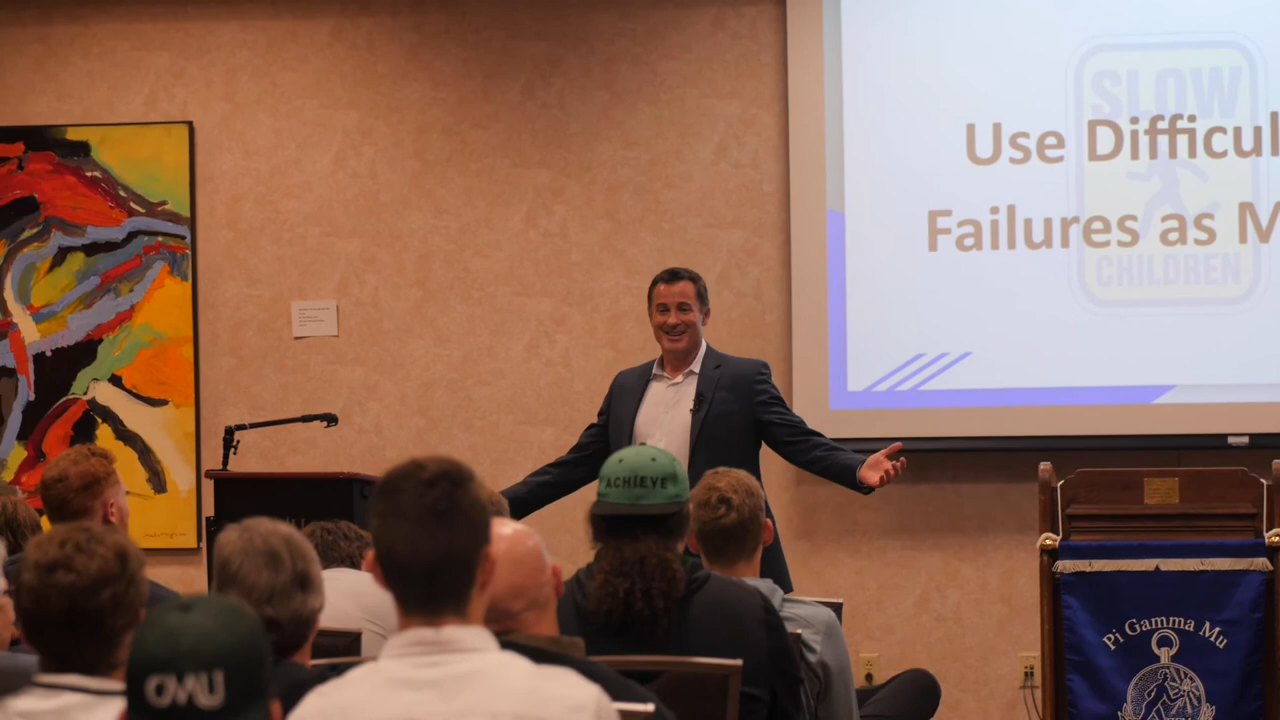 SLOW
Use Difficul
Failures as M
CHILDREN
ACHIEVE
OWU
Pi Gamma Mu